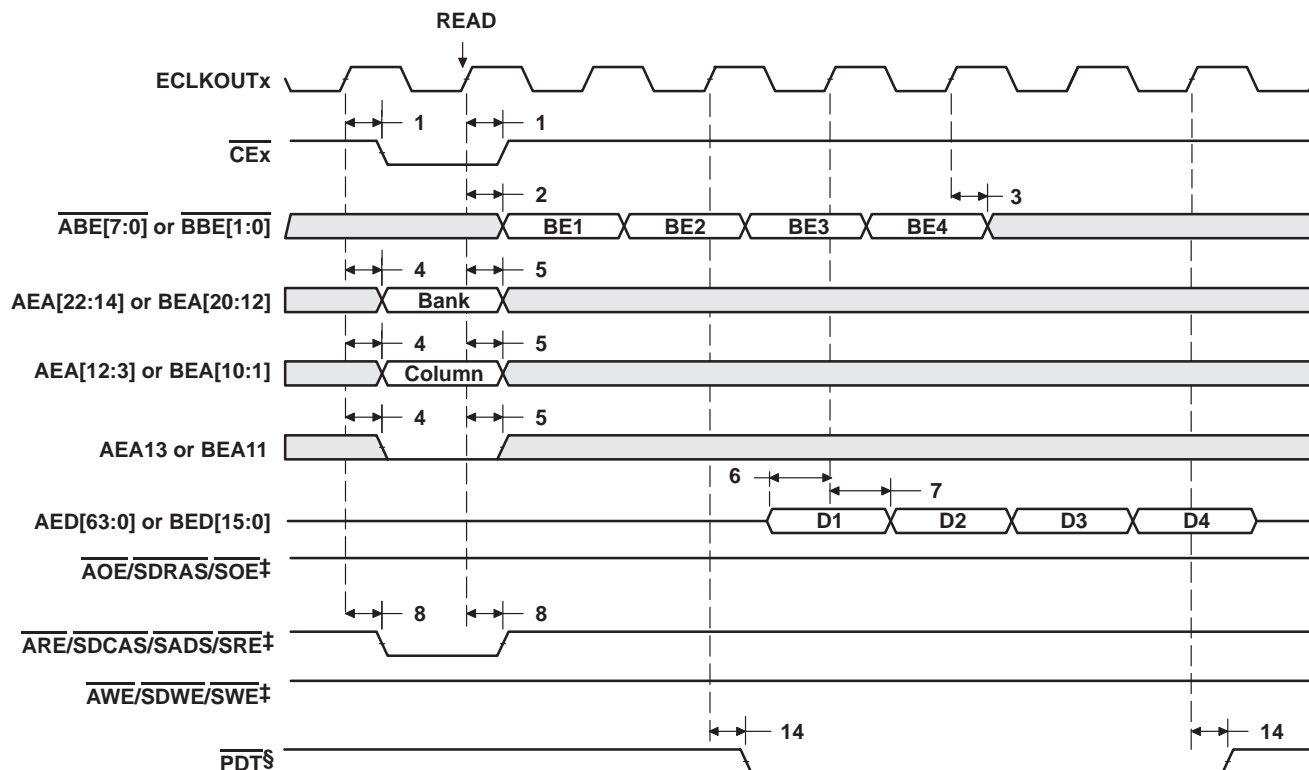 READ
ECLKOUTx
1 1
CEx
2 3
ABE[7:0] or BBE[1:0] BE1 BE2 BE3 BE4
4 5
AEA[22:14] or BEA[20:12] Bank
4 5
AEA[12:3] or BEA[10:1] Column
4 5
AEA13 or BEA11
6 7
AED[63:0] or BED[15:0] D1 D2 D3 D4
AOE/SDRAS/SOE‡
8 8
ARE/SDCAS/SADS/SRE‡
AWE/SDWE/SWE‡
14 14
PDT§